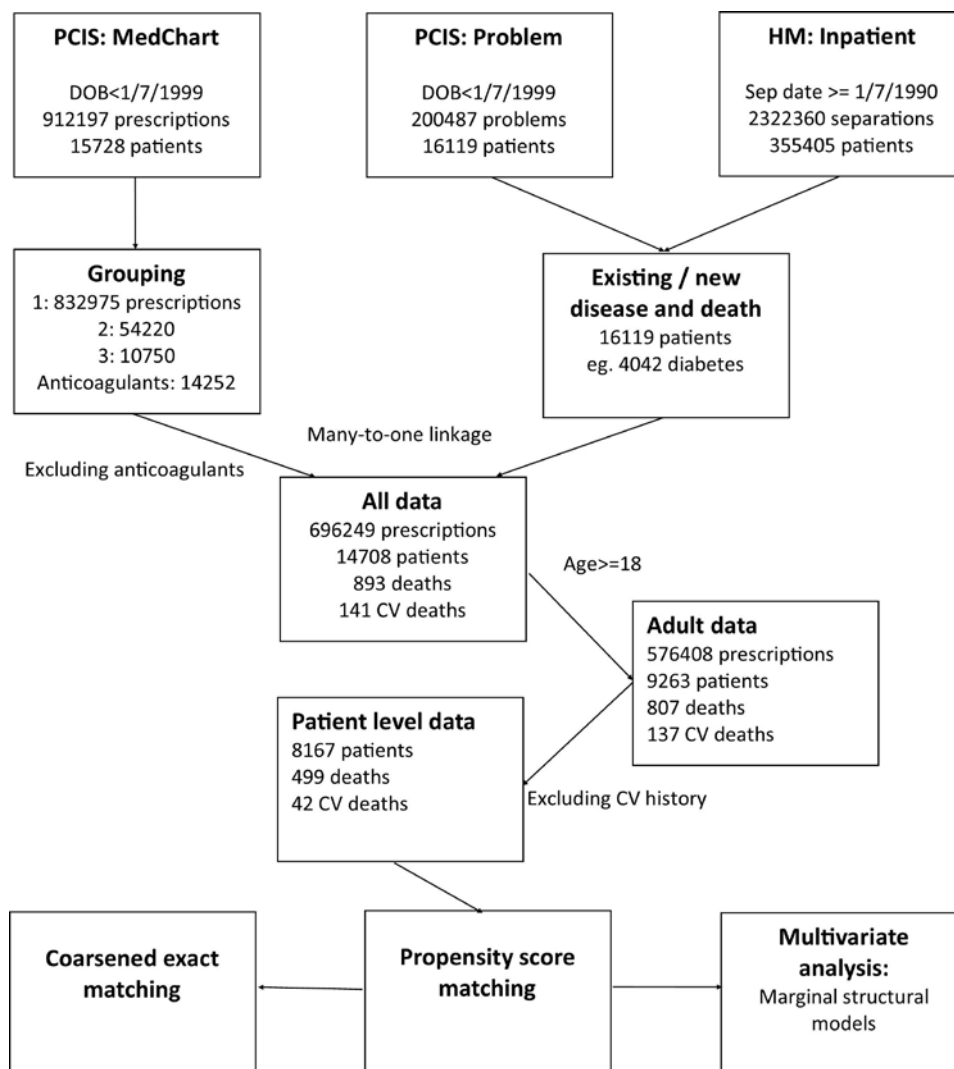 PCIS: MedChart
DOB<1/7/1999
912197 prescriptions
15728 patients
PCIS: Problem
DOB<1/7/1999
200487 problems
16119 patients
HM: Inpatient
Sep date >= 1/7/1990
2322360 separations
355405 patients
Grouping
1: 832975 prescriptions
2: 54220
3: 10750
Anticoagulants: 14252
Existing / new
disease and death
16119 patients
eg. 4042 diabetes
Many-to-one linkage
Excluding anticoagulants
All data
696249 prescriptions
14708 patients
893 deaths
141 CV deaths
Age>=18
Adult data
576408 prescriptions
9263 patients
807 deaths
137 CV deaths
Patient level data
8167 patients
499 deaths
42 CV deaths
Excluding CV history
Coarsened exact
matching
Propensity score
matching
Multivariate
analysis:
Marginal structural
models